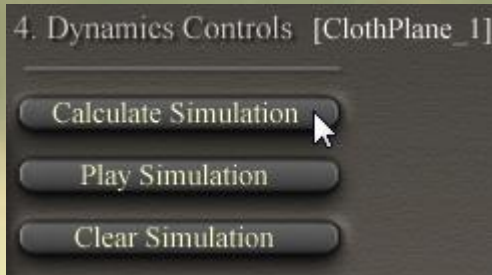 4. Dynamics Controls [ClothPlane_1]
Calculate Simulation
Play Simulation
Clear Simulation